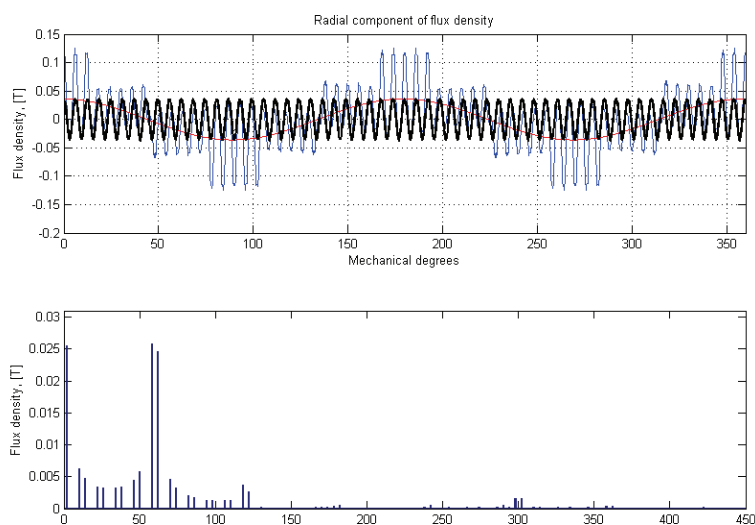 Radial component of flux density
0.15
0.1
0.05
0
-0.05
-0.1
-0.15
-0.2
Flux density, [T]
0 50 100 150 200 250 300 350
Mechanical degrees
0.03
0.025
0.02
0.015
0.01
0.005
0
Flux density, [T]
0 50 100 150 200 250 300 350 400 450